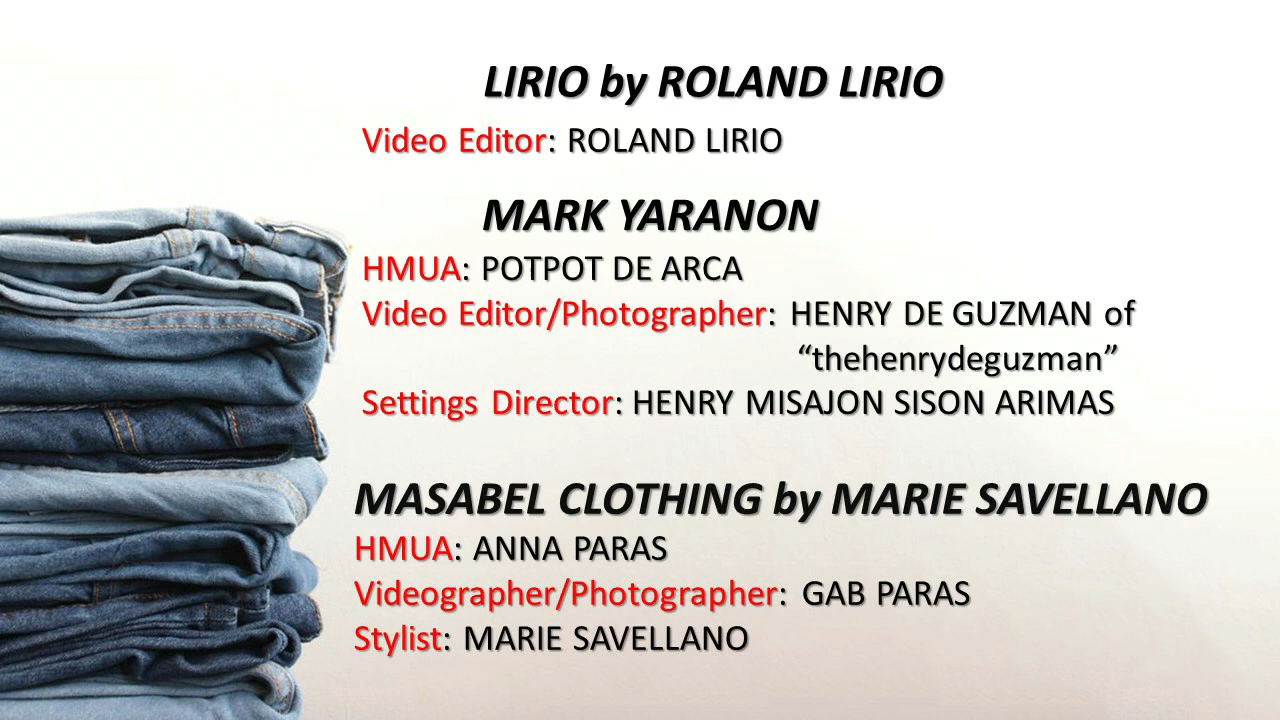 LIRIO by ROLAND LIRIO
Video Editor: ROLAND LIRIO
MARK YARANON
HMUA: POTPOT DE ARCA
Video Editor/Photographer: HENRY DE GUZMAN of
“thehenrydeguzman”
Settings Director: HENRY MISAJON SISON ARIMAS
MASABEL CLOTHING by MARIE SAVELLANO
HMUA: ANNA PARAS
Videographer/Photographer: GAB PARAS
Stylist: MARIE SAVELLANO